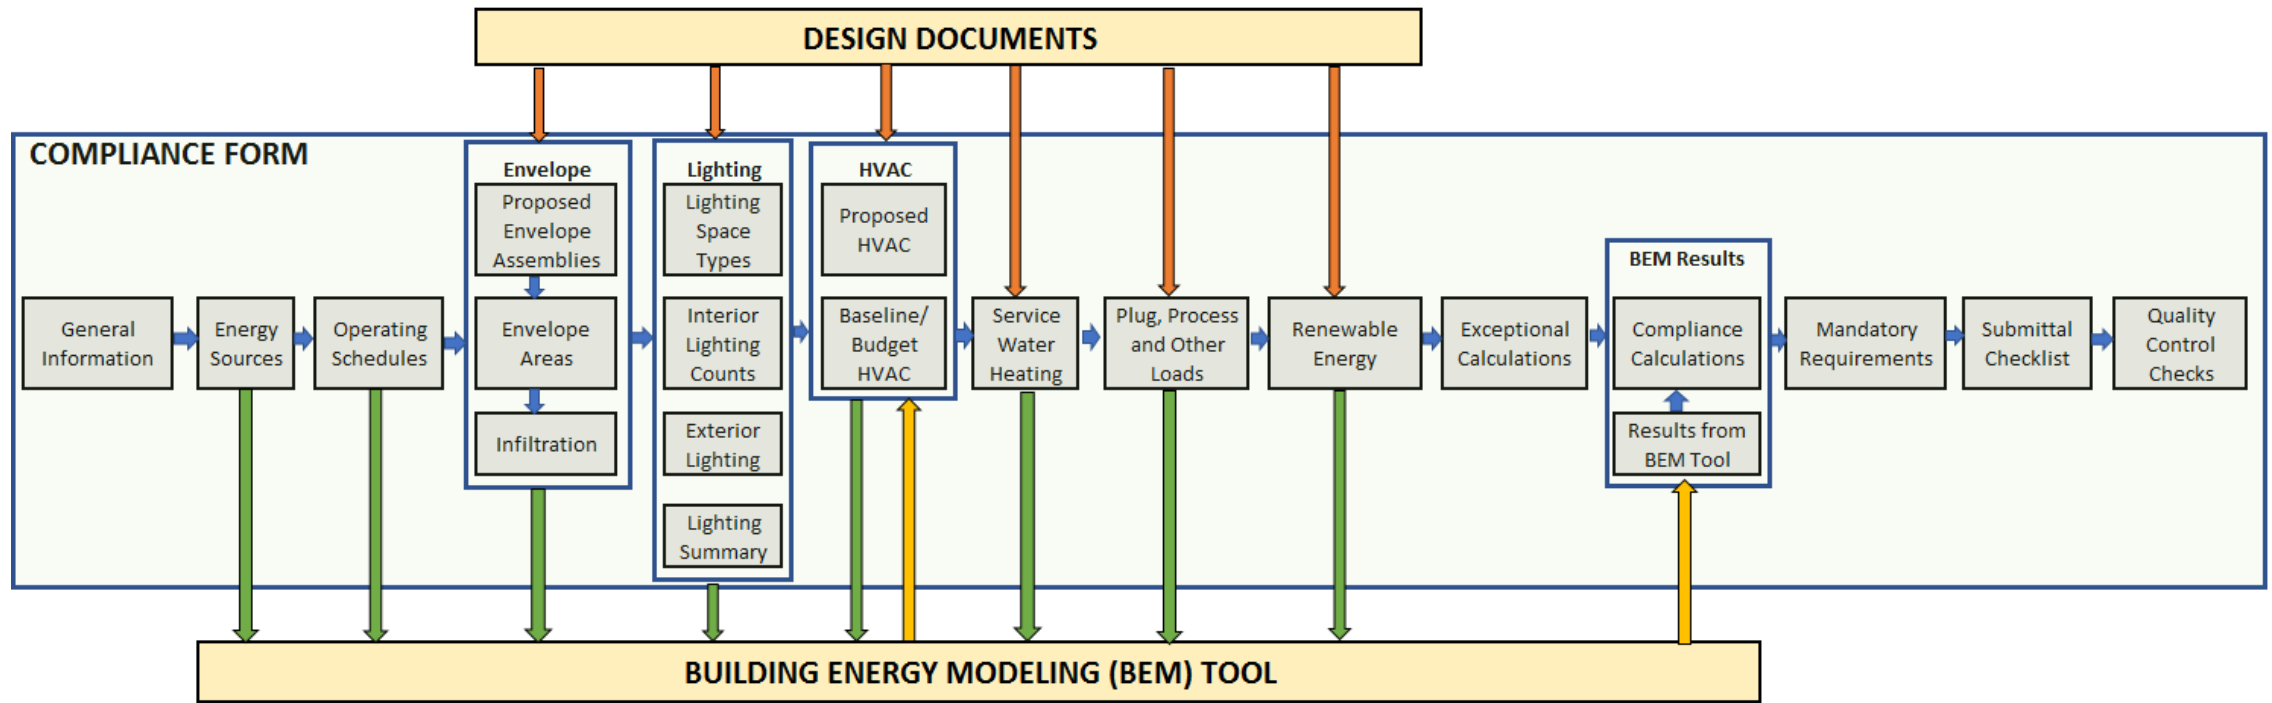 DESIGN DOCUMENTS
COMPLIANCE FORM
General
Information
Energy
Sources
Operating
Schedules
Envelope
Proposed
Envelope
Assemblies
Envelope
Areas
Infiltration
Lighting
Lighting
Space
Types
Interior
Lighting
Counts
Exterior
Lighting
Lighting
Summary
HVAC
Proposed
HVAC
Baseline/
Budget
HVAC
Service
Water
Heating
Plug, Process
and Other
Loads
Renewable
Energy
Exceptional
Calculations
BEM Results
Compliance
Calculations
Results from
BEM Tool
Mandatory
Requirements
Submittal
Checklist
Quality
Control
Checks
BUILDING ENERGY MODELING (BEM) TOOL